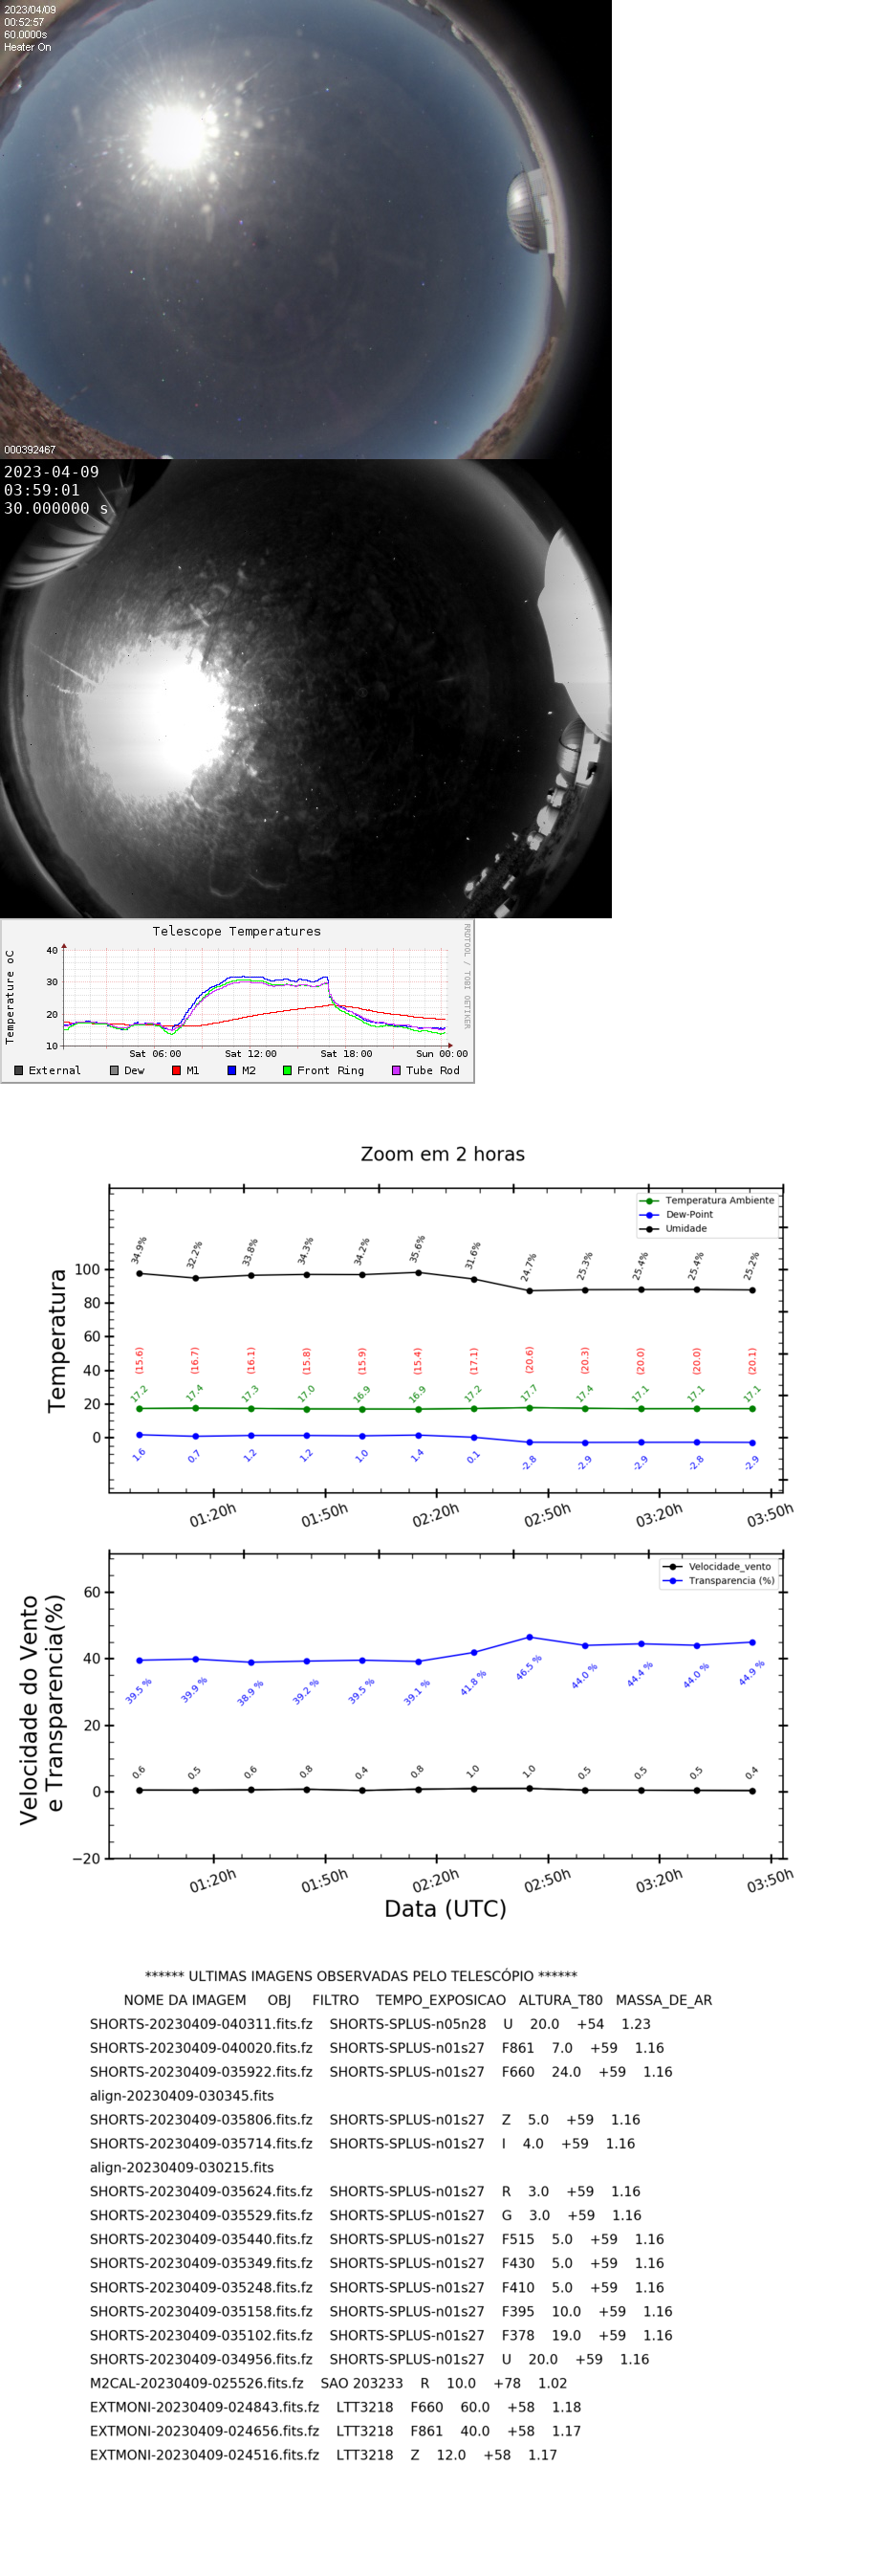 2023/04/09
00:52:57
60.0000s
Heater On
000392467
2023-04-09
03:59:01
30.000000 s
Telescope Temperatures
RRDTOOL / TOBI OETIKER
Temperature oC
40
30
20
10
Sat 06:00 Sat 12:00 Sat 18:00 Sun 00:00
External Dew M1 M2 Front Ring Tube Rod
Zoom em 2 horas
Temperatura Ambiente
Dew-Point
Umidade
Temperatura
100
80
60
40
20
0
34.9% 32.2% 33.8% 34.3% 34.2% 35.6% 31.6% 24.7% 25.3% 25.4% 25.4% 25.2%
(15.6) (16.7) (16.1) (15.8) (15.9) (15.4) (17.1) (20.6) (20.3) (20.0) (20.0) (20.1)
17.2 17.4 17.3 17.0 16.9 16.9 17.2 17.7 17.4 17.1 17.1 17.1
1.6 0.7 1.2 1.2 1.0 1.4 0.1 -2.8 -2.9 -2.9 -2.8 -2.9
01:20h 01:50h 02:20h 02:50h 03:20h 03:50h
Velocidade_vento
Transparencia (%)
Velocidade do Vento
e Transparencia(%)
60
40
20
0
−20
39.5 % 39.9 % 38.9 % 39.2 % 39.5 % 39.1 % 41.8 % 46.5 % 44.0 % 44.4 % 44.0 % 44.9 %
0.6 0.5 0.6 0.8 0.4 0.8 1.0 1.0 0.5 0.5 0.5 0.4
01:20h 01:50h 02:20h 02:50h 03:20h 03:50h
Data (UTC)
****** ULTIMAS IMAGENS OBSERVADAS PELO TELESCÓPIO ******
NOME DA IMAGEM OBJ FILTRO TEMPO_EXPOSICAO ALTURA_T80 MASSA_DE_AR
SHORTS-20230409-040311.fits.fz SHORTS-SPLUS-n05n28 U 20.0 +54 1.23
SHORTS-20230409-040020.fits.fz SHORTS-SPLUS-n01s27 F861 7.0 +59 1.16
SHORTS-20230409-035922.fits.fz SHORTS-SPLUS-n01s27 F660 24.0 +59 1.16
align-20230409-030345.fits
SHORTS-20230409-035806.fits.fz SHORTS-SPLUS-n01s27 Z 5.0 +59 1.16
SHORTS-20230409-035714.fits.fz SHORTS-SPLUS-n01s27 I 4.0 +59 1.16
align-20230409-030215.fits
SHORTS-20230409-035624.fits.fz SHORTS-SPLUS-n01s27 R 3.0 +59 1.16
SHORTS-20230409-035529.fits.fz SHORTS-SPLUS-n01s27 G 3.0 +59 1.16
SHORTS-20230409-035440.fits.fz SHORTS-SPLUS-n01s27 F515 5.0 +59 1.16
SHORTS-20230409-035349.fits.fz SHORTS-SPLUS-n01s27 F430 5.0 +59 1.16
SHORTS-20230409-035248.fits.fz SHORTS-SPLUS-n01s27 F410 5.0 +59 1.16
SHORTS-20230409-035158.fits.fz SHORTS-SPLUS-n01s27 F395 10.0 +59 1.16
SHORTS-20230409-035102.fits.fz SHORTS-SPLUS-n01s27 F378 19.0 +59 1.16
SHORTS-20230409-034956.fits.fz SHORTS-SPLUS-n01s27 U 20.0 +59 1.16
M2CAL-20230409-025526.fits.fz SAO 203233 R 10.0 +78 1.02
EXTMONI-20230409-024843.fits.fz LTT3218 F660 60.0 +58 1.18
EXTMONI-20230409-024656.fits.fz LTT3218 F861 40.0 +58 1.17
EXTMONI-20230409-024516.fits.fz LTT3218 Z 12.0 +58 1.17